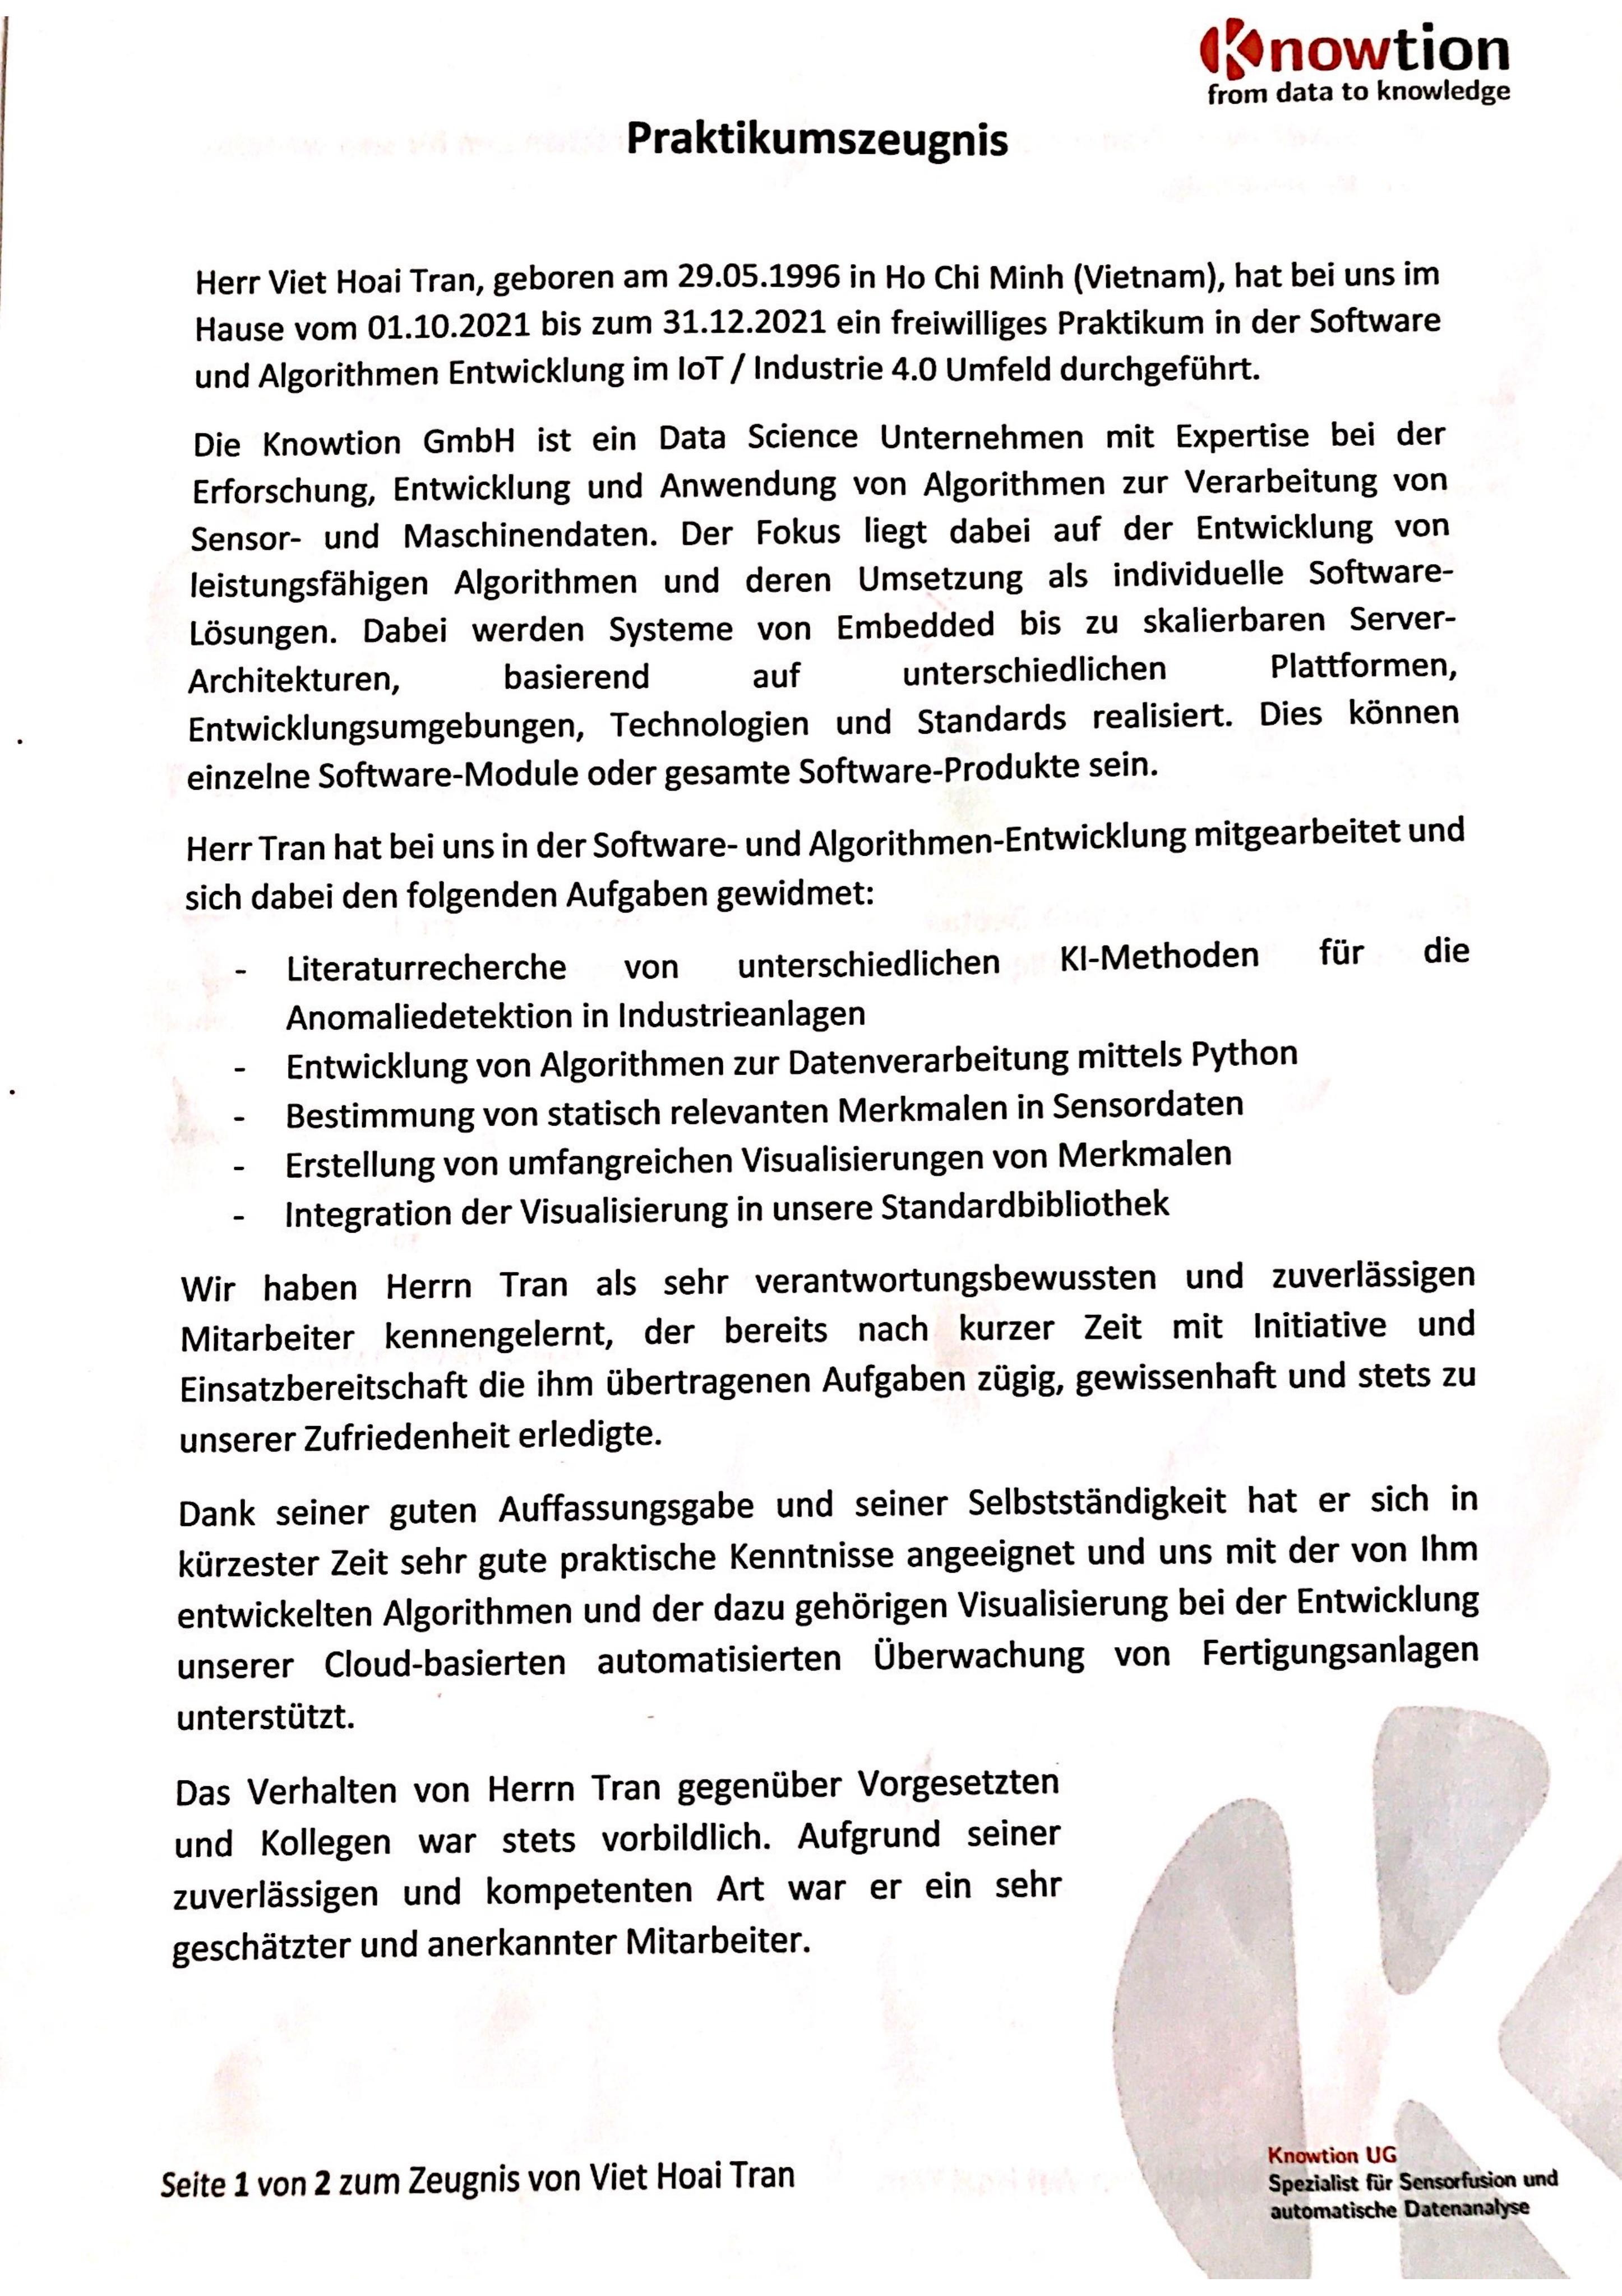 Knowtion
from data to knowledge
Praktikumszeugnis
Herr Viet Hoai Tran, geboren am 29.05.1996 in Ho Chi Minh (Vietnam), hat bei uns im
Hause vom 01.10.2021 bis zum 31.12.2021 ein freiwilliges Praktikum in der Software
und Algorithmen Entwicklung im IoT / Industrie 4.0 Umfeld durchgeführt.
Die Knowtion GmbH ist ein Data Science Unternehmen mit Expertise bei der
Erforschung, Entwicklung und Anwendung von Algorithmen zur Verarbeitung von
Sensor- und Maschinendaten. Der Fokus liegt dabei auf der Entwicklung von
leistungsfähigen Algorithmen und deren Umsetzung als individuelle Software-
Lösungen. Dabei werden Systeme von Embedded bis zu skalierbaren Server-
Architekturen, basierend auf unterschiedlichen Plattformen,
Entwicklungsumgebungen, Technologien und Standards realisiert. Dies können
einzelne Software-Module oder gesamte Software-Produkte sein.
Herr Tran hat bei uns in der Software- und Algorithmen-Entwicklung mitgearbeitet und
sich dabei den folgenden Aufgaben gewidmet:
- Literaturrecherche von unterschiedlichen KI-Methoden für die
Anomaliedetektion in Industrieanlagen
- Entwicklung von Algorithmen zur Datenverarbeitung mittels Python
- Bestimmung von statisch relevanten Merkmalen in Sensordaten
- Erstellung von umfangreichen Visualisierungen von Merkmalen
- Integration der Visualisierung in unsere Standardbibliothek
Wir haben Herrn Tran als sehr verantwortungsbewussten und zuverlässigen
Mitarbeiter kennengelernt, der bereits nach kurzer Zeit mit Initiative und
Einsatzbereitschaft die ihm übertragenen Aufgaben zügig, gewissenhaft und stets zu
unserer Zufriedenheit erledigte.
Dank seiner guten Auffassungsgabe und seiner Selbstständigkeit hat er sich in
kürzester Zeit sehr gute praktische Kenntnisse angeeignet und uns mit der von Ihm
entwickelten Algorithmen und der dazu gehörigen Visualisierung bei der Entwicklung
unserer Cloud-basierten automatisierten Überwachung von Fertigungsanlagen
unterstützt.
Das Verhalten von Herrn Tran gegenüber Vorgesetzten
und Kollegen war stets vorbildlich. Aufgrund seiner
zuverlässigen und kompetenten Art war er ein sehr
geschätzter und anerkannter Mitarbeiter.
Seite 1 von 2 zum Zeugnis von Viet Hoai Tran
Knowtion UG
Spezialist für Sensorfusion und
automatische Datenanalyse